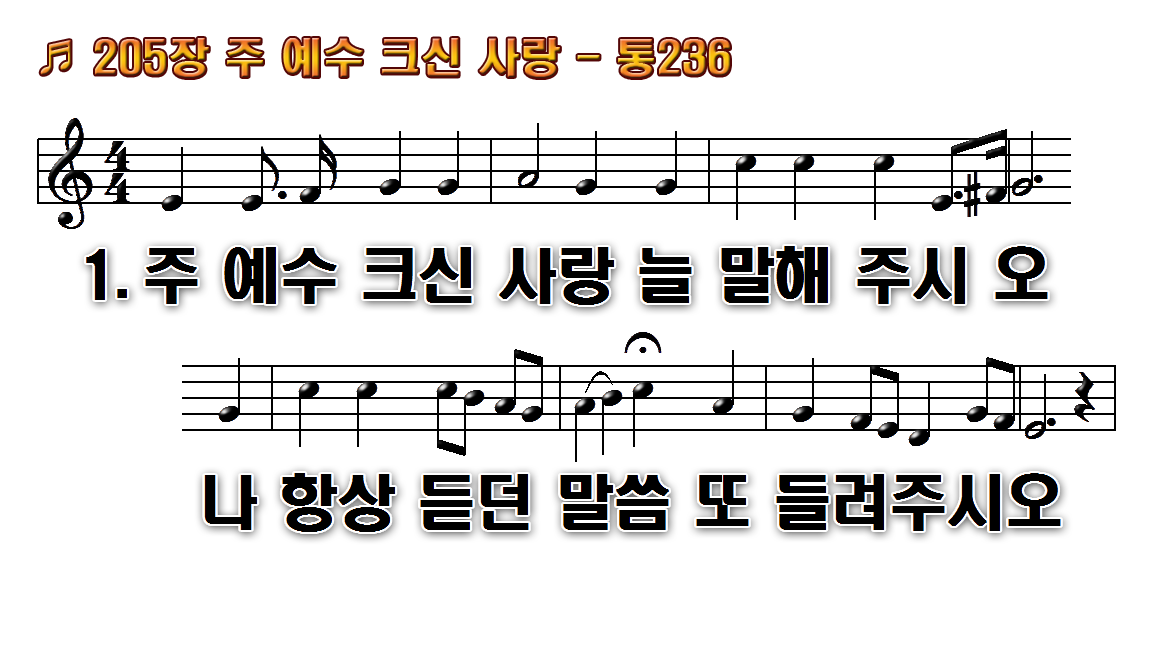 ♬ 205장 주 예수 크신 사랑 - 통236
4
4
1. 주 예수 크신 사랑 늘 말해 주시 오
나 항상 듣던 말씀 또 들려주시오